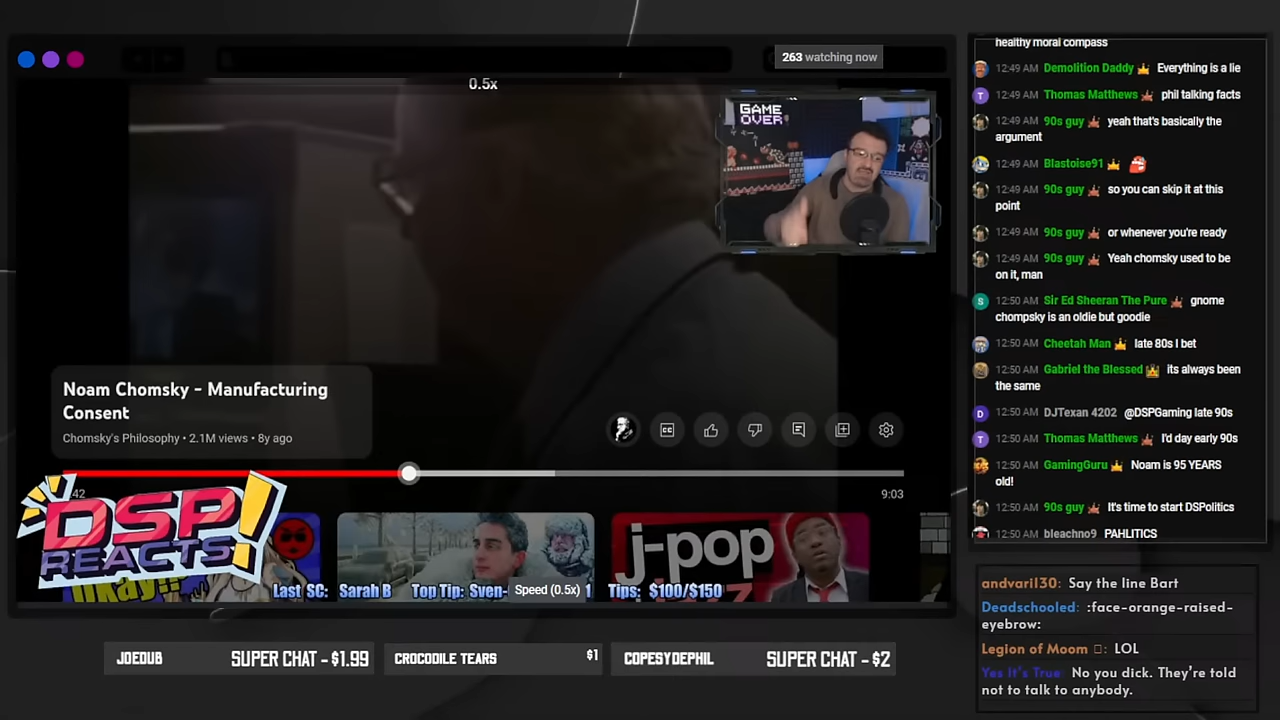 263 watching now
0.5x
GAME
OVER
Noam Chomsky - Manufacturing
Consent
Chomsky's Philosophy • 2.1M views • 8y ago
CC
:42
9:03
DSP!
REACTS
Okay!!
j-pop
Last SC: Sarah B Top Tip: Sven- Speed (0.5x) 1 Tips: $100/$150
JOEDUB SUPER CHAT - $1.99
CROCODILE TEARS $1
COPESYDEPHIL SUPER CHAT - $2
healthy moral compass
12:49 AM Demolition Daddy Everything is a lie
T 12:49 AM Thomas Matthews phil talking facts
12:49 AM 90s guy yeah that's basically the
argument
12:49 AM Blastoise91
12:49 AM 90s guy so you can skip it at this
point
12:49 AM 90s guy or whenever you're ready
12:49 AM 90s guy Yeah chomsky used to be
on it, man
S 12:50 AM Sir Ed Sheeran The Pure gnome
chompsky is an oldie but goodie
12:50 AM Cheetah Man late 80s I bet
12:50 AM Gabriel the Blessed its always been
the same
D 12:50 AM DJTexan 4202 @DSPGaming late 90s
T 12:50 AM Thomas Matthews I'd day early 90s
12:50 AM GamingGuru Noam is 95 YEARS
old!
12:50 AM 90s guy It's time to start DSPolitics
12:50 AM bleachno9 PAHLITICS
andvari130: Say the line Bart
Deadschooled: :face-orange-raised-
eyebrow:
Legion of Moom : LOL
Yes It's True: No you dick. They're told
not to talk to anybody.